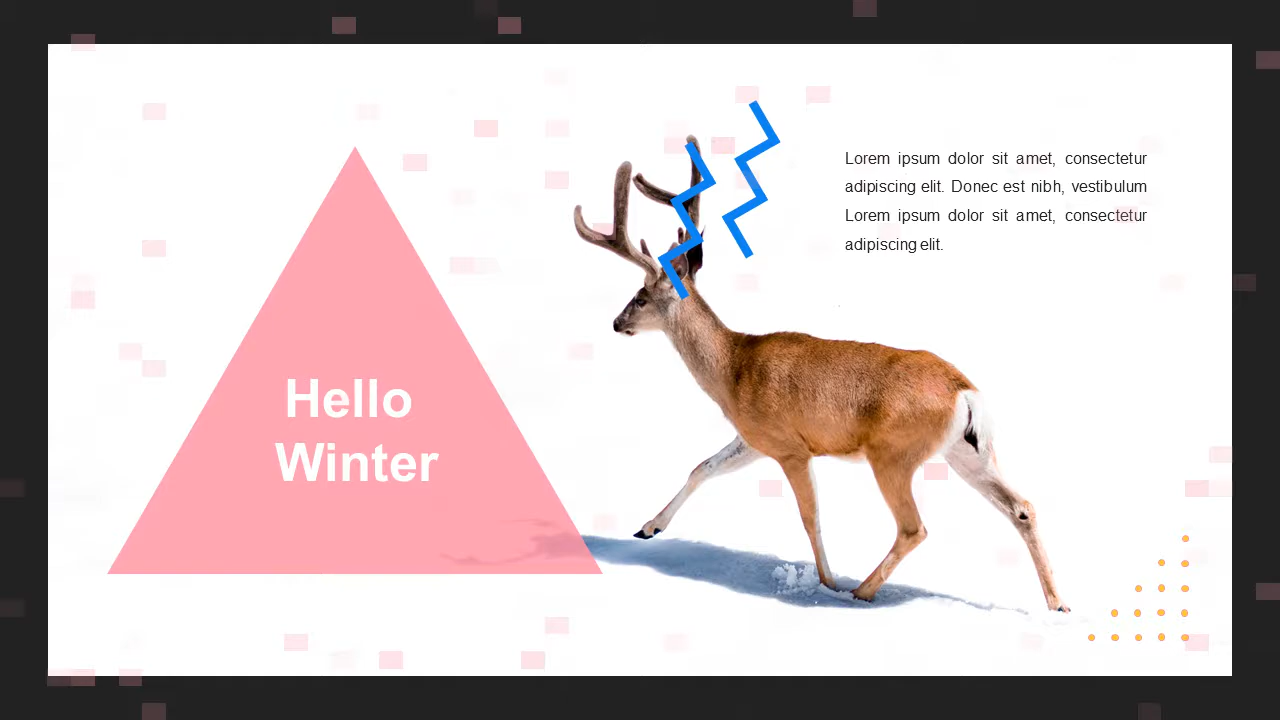 Hello
Winter
Lorem ipsum dolor sit amet, consectetur
adipiscing elit. Donec est nibh, vestibulum
Lorem ipsum dolor sit amet, consectetur
adipiscing elit.